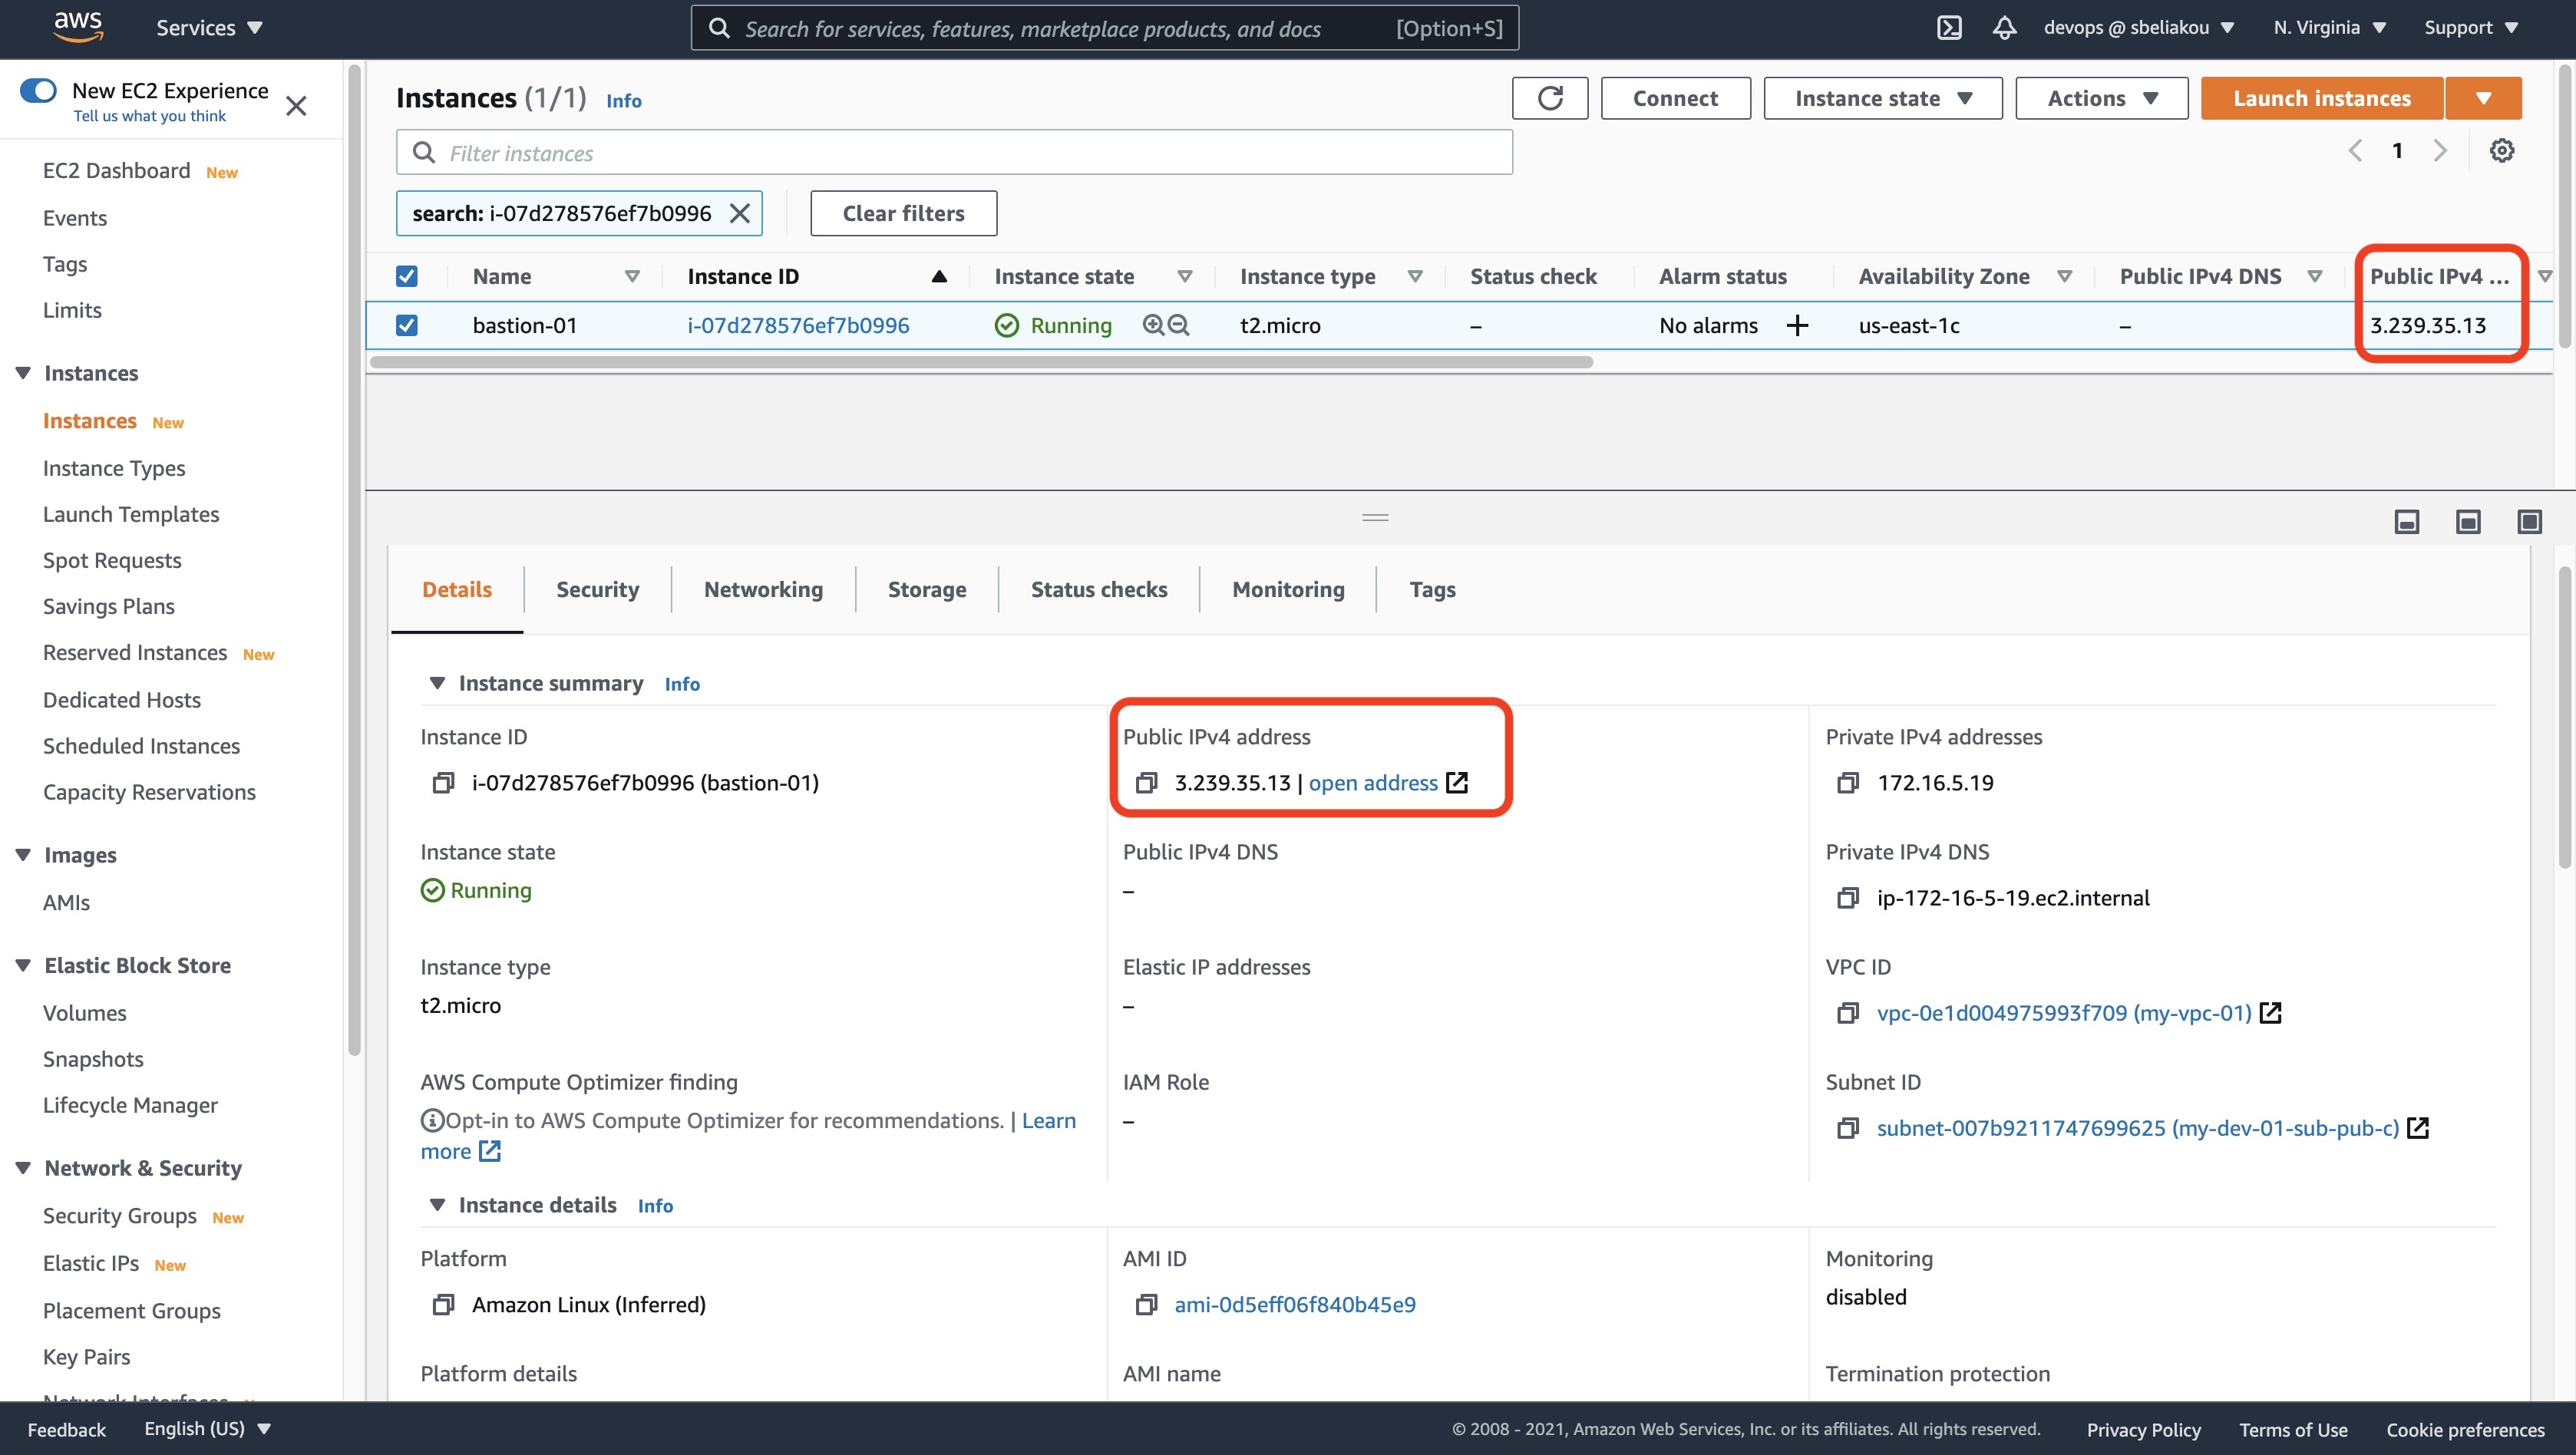 aws
Services
Search for services, features, marketplace products, and docs [Option+S]
devops @ sbeliakou
N. Virginia
Support
New EC2 Experience
Tell us what you think
EC2 Dashboard New
Events
Tags
Limits
Instances
Instances New
Instance Types
Launch Templates
Spot Requests
Savings Plans
Reserved Instances New
Dedicated Hosts
Scheduled Instances
Capacity Reservations
Images
AMIs
Elastic Block Store
Volumes
Snapshots
Lifecycle Manager
Network & Security
Security Groups New
Elastic IPs New
Placement Groups
Key Pairs
Instances (1/1) Info
Connect
Instance state
Actions
Launch instances
Filter instances
1
search: i-07d278576ef7b0996
Clear filters
Name Instance ID Instance state Instance type Status check Alarm status Availability Zone Public IPv4 DNS Public IPv4 ...
bastion-01 i-07d278576ef7b0996 Running t2.micro – No alarms + us-east-1c – 3.239.35.13
Details Security Networking Storage Status checks Monitoring Tags
Instance summary Info
Instance ID
i-07d278576ef7b0996 (bastion-01)
Public IPv4 address
3.239.35.13 | open address
Private IPv4 addresses
172.16.5.19
Instance state
Running
Public IPv4 DNS
–
Private IPv4 DNS
ip-172-16-5-19.ec2.internal
Instance type
t2.micro
Elastic IP addresses
–
VPC ID
vpc-0e1d004975993f709 (my-vpc-01)
AWS Compute Optimizer finding
Opt-in to AWS Compute Optimizer for recommendations. | Learn
more
IAM Role
–
Subnet ID
subnet-007b9211747699625 (my-dev-01-sub-pub-c)
Instance details Info
Platform
Amazon Linux (Inferred)
AMI ID
ami-0d5eff06f840b45e9
Monitoring
disabled
Platform details
AMI name
Termination protection
Feedback
English (US)
© 2008 - 2021, Amazon Web Services, Inc. or its affiliates. All rights reserved.
Privacy Policy
Terms of Use
Cookie preferences